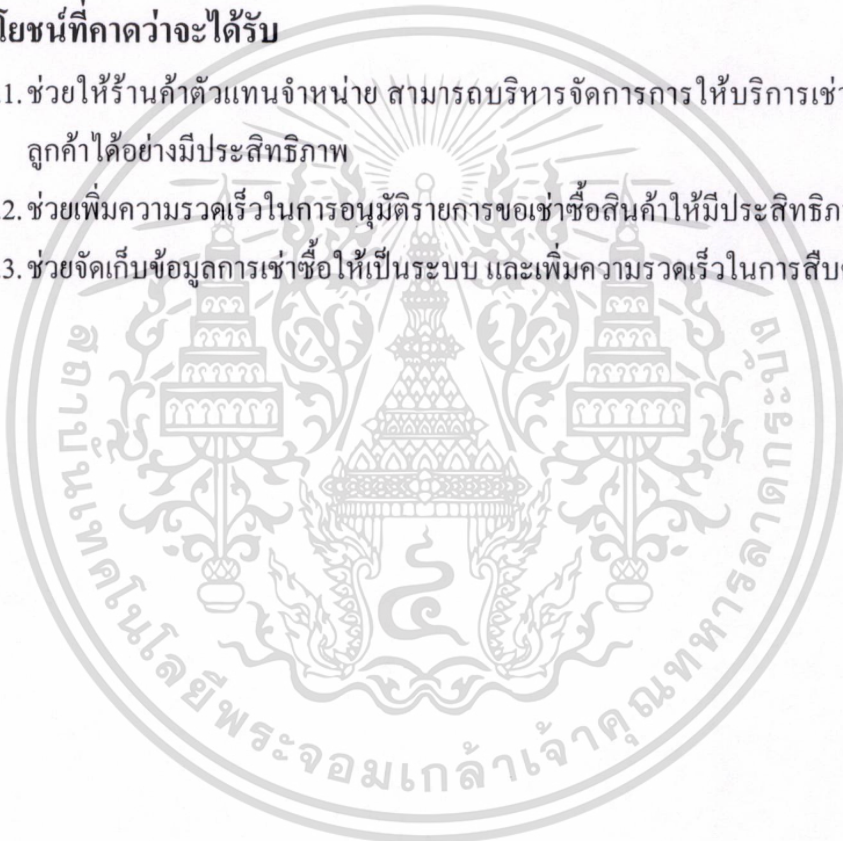 โยชน์ที่คาดว่าจะได้รับ
1. ช่วยให้ร้านค้าตัวแทนจำหน่าย สามารถบริหารจัดการการให้บริการเช่า
ลูกค้าได้อย่างมีประสิทธิภาพ
2. ช่วยเพิ่มความรวดเร็วในการอนุมัติรายการขอเช่าซื้อสินค้าให้มีประสิทธิภา
3. ช่วยจัดเก็บข้อมูลการเช่าซื้อให้เป็นระบบ และเพิ่มความรวดเร็วในการสืบ
สถาบันเทคโนโลยีพระจอมเกล้าเจ้าคุณทหารลาดกระบัง